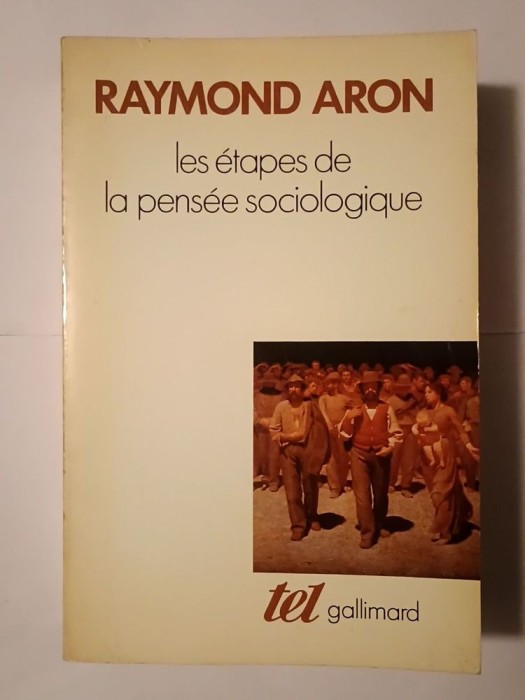 RAYMOND ARON
les étapes de
la pensée sociologique
tel gallimard